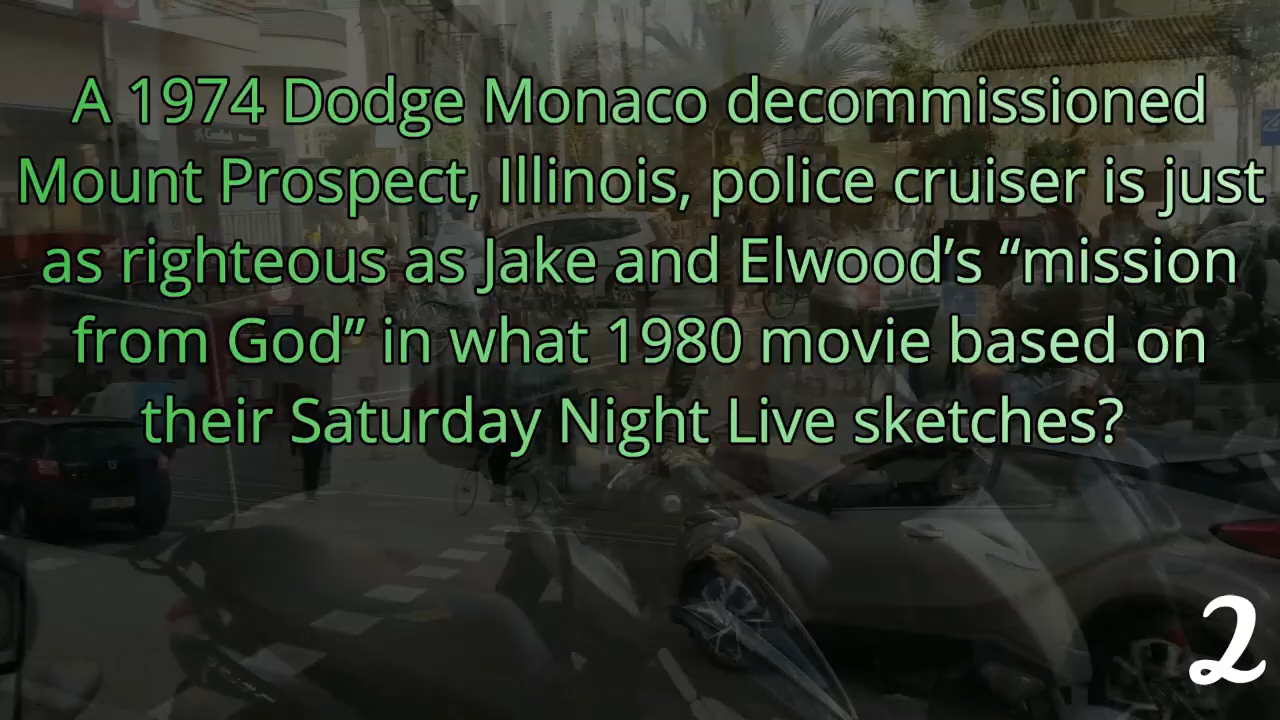 A 1974 Dodge Monaco decommissioned
Mount Prospect, Illinois, police cruiser is just
as righteous as Jake and Elwood’s “mission
from God” in what 1980 movie based on
their Saturday Night Live sketches?
2